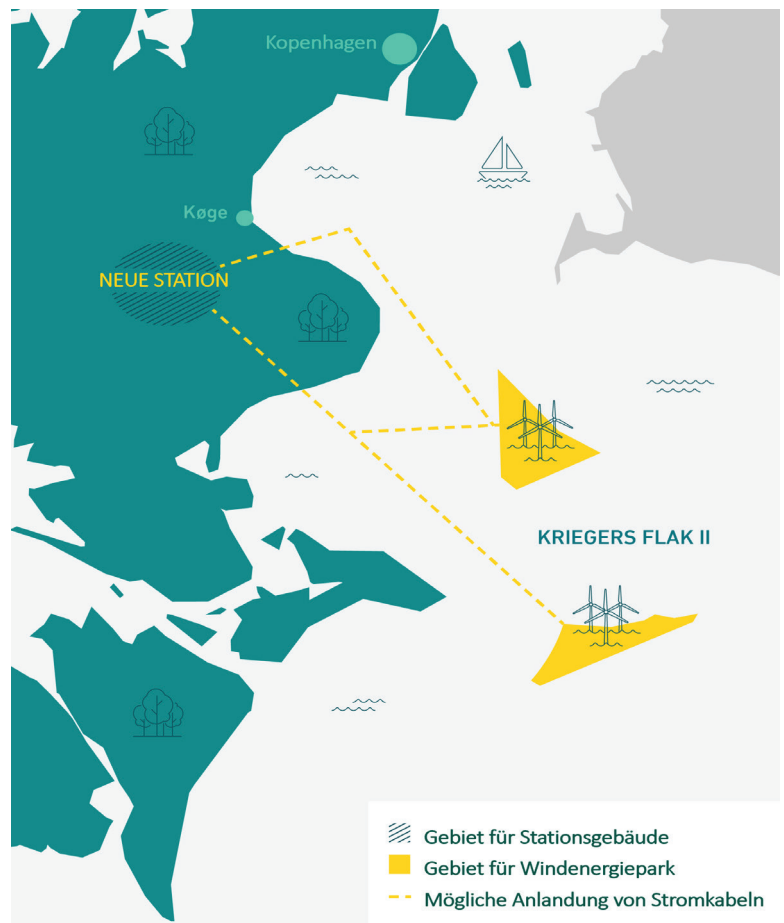 Kopenhagen
Køge
NEUE STATION
KRIEGERS FLAK II
Gebiet für Stationsgebäude
Gebiet für Windenergiepark
Mögliche Anlandung von Stromkabeln